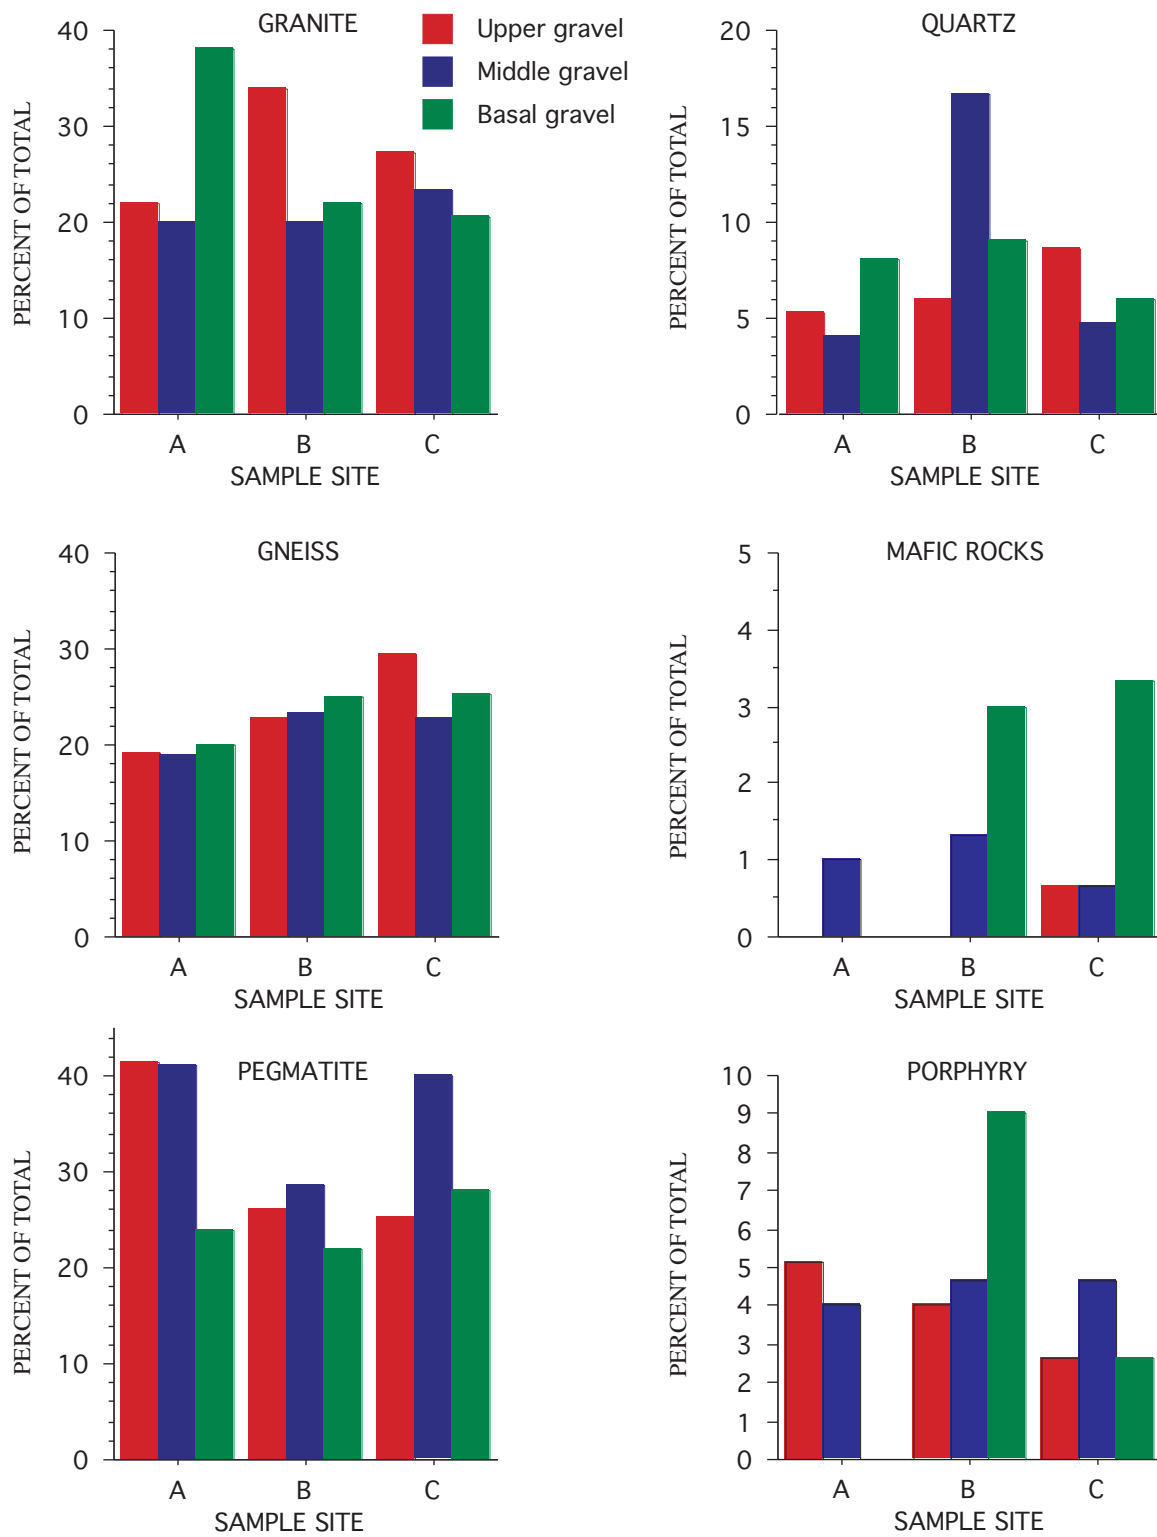 GRANITE
Upper gravel
Middle gravel
Basal gravel
PERCENT OF TOTAL
40
30
20
10
0
A B C
SAMPLE SITE
QUARTZ
PERCENT OF TOTAL
20
15
10
5
0
A B C
SAMPLE SITE
GNEISS
PERCENT OF TOTAL
40
30
20
10
0
A B C
SAMPLE SITE
MAFIC ROCKS
PERCENT OF TOTAL
5
4
3
2
1
0
A B C
SAMPLE SITE
PEGMATITE
PERCENT OF TOTAL
40
30
20
10
0
A B C
SAMPLE SITE
PORPHYRY
PERCENT OF TOTAL
10
9
8
7
6
5
4
3
2
1
0
A B C
SAMPLE SITE